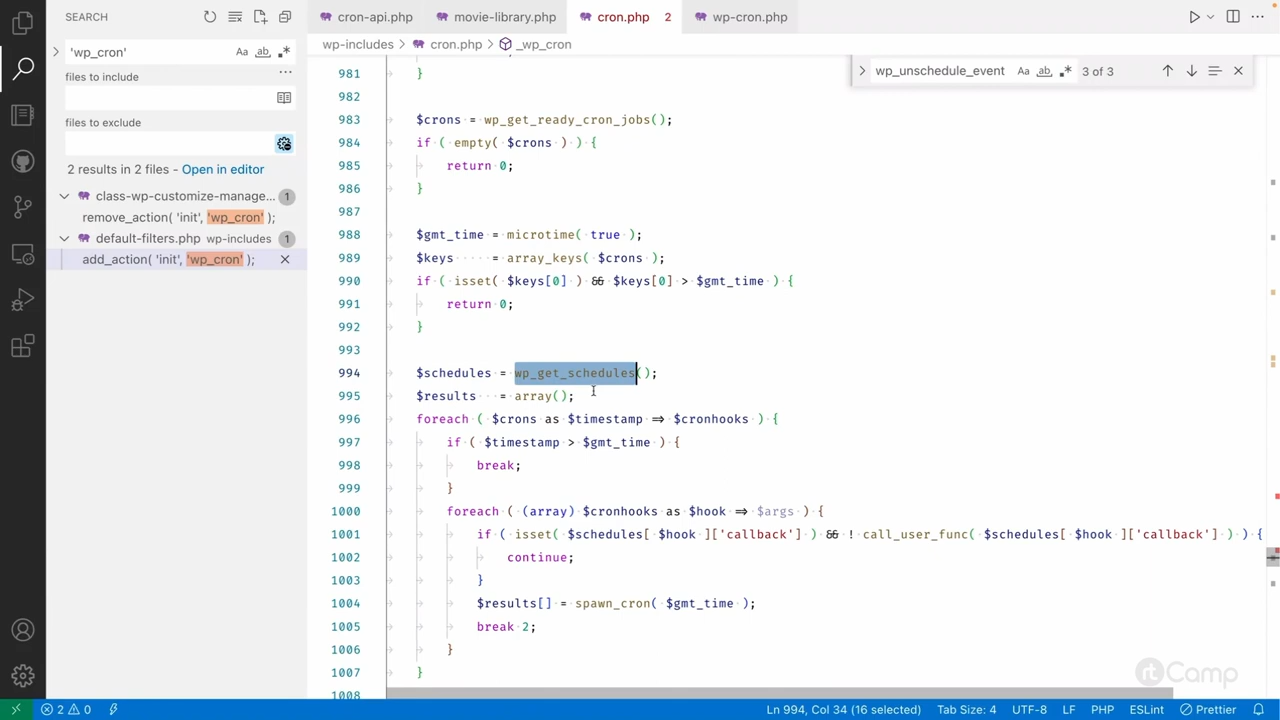 SEARCH
'wp_cron'
Aa ab
files to include
files to exclude
2 results in 2 files - Open in editor
class-wp-customize-manage... 1
remove_action( 'init', 'wp_cron' );
default-filters.php wp-includes 1
add_action( 'init', 'wp_cron' );
cron-api.php movie-library.php cron.php 2 wp-cron.php
wp-includes > cron.php > _wp_cron
wp_unschedule_event Aa ab 3 of 3
981 }
982
983 $crons = wp_get_ready_cron_jobs();
984 if ( empty( $crons ) ) {
985 return 0;
986 }
987
988 $gmt_time = microtime( true );
989 $keys = array_keys( $crons );
990 if ( isset( $keys[0] ) && $keys[0] > $gmt_time ) {
991 return 0;
992 }
993
994 $schedules = wp_get_schedules();
995 $results = array();
996 foreach ( $crons as $timestamp => $cronhooks ) {
997 if ( $timestamp > $gmt_time ) {
998 break;
999 }
1000 foreach ( (array) $cronhooks as $hook => $args ) {
1001 if ( isset( $schedules[ $hook ]['callback'] ) && ! call_user_func( $schedules[ $hook ]['callback'] ) ) {
1002 continue;
1003 }
1004 $results[] = spawn_cron( $gmt_time );
1005 break 2;
1006 }
1007 }
1008
rtCamp
2 0
Ln 994, Col 34 (16 selected) Tab Size: 4 UTF-8 LF PHP ESLint Prettier